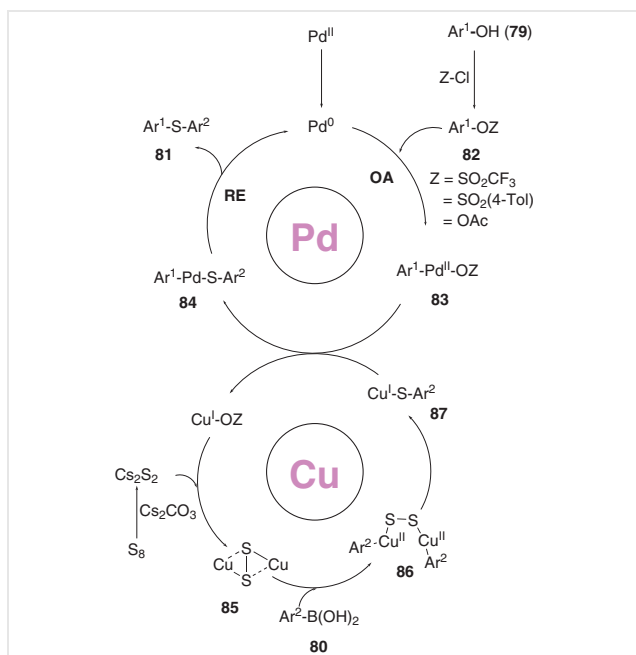 Pd^II
Ar^1-OH (79)
Z-Cl
Ar^1-S-Ar^2
81
Pd^0
Ar^1-OZ
82
RE
OA
Z = SO2CF3
= SO2(4-Tol)
= OAc
Pd
Ar^1-Pd-S-Ar^2
84
Ar^1-Pd^II-OZ
83
Cu^I-S-Ar^2
87
Cu^I-OZ
Cu
Cs2S2
Cs2CO3
S8
S
Cu Cu
S
85
S-S
Ar^2 Cu^II Cu^II
Ar^2
86
Ar^2-B(OH)2
80